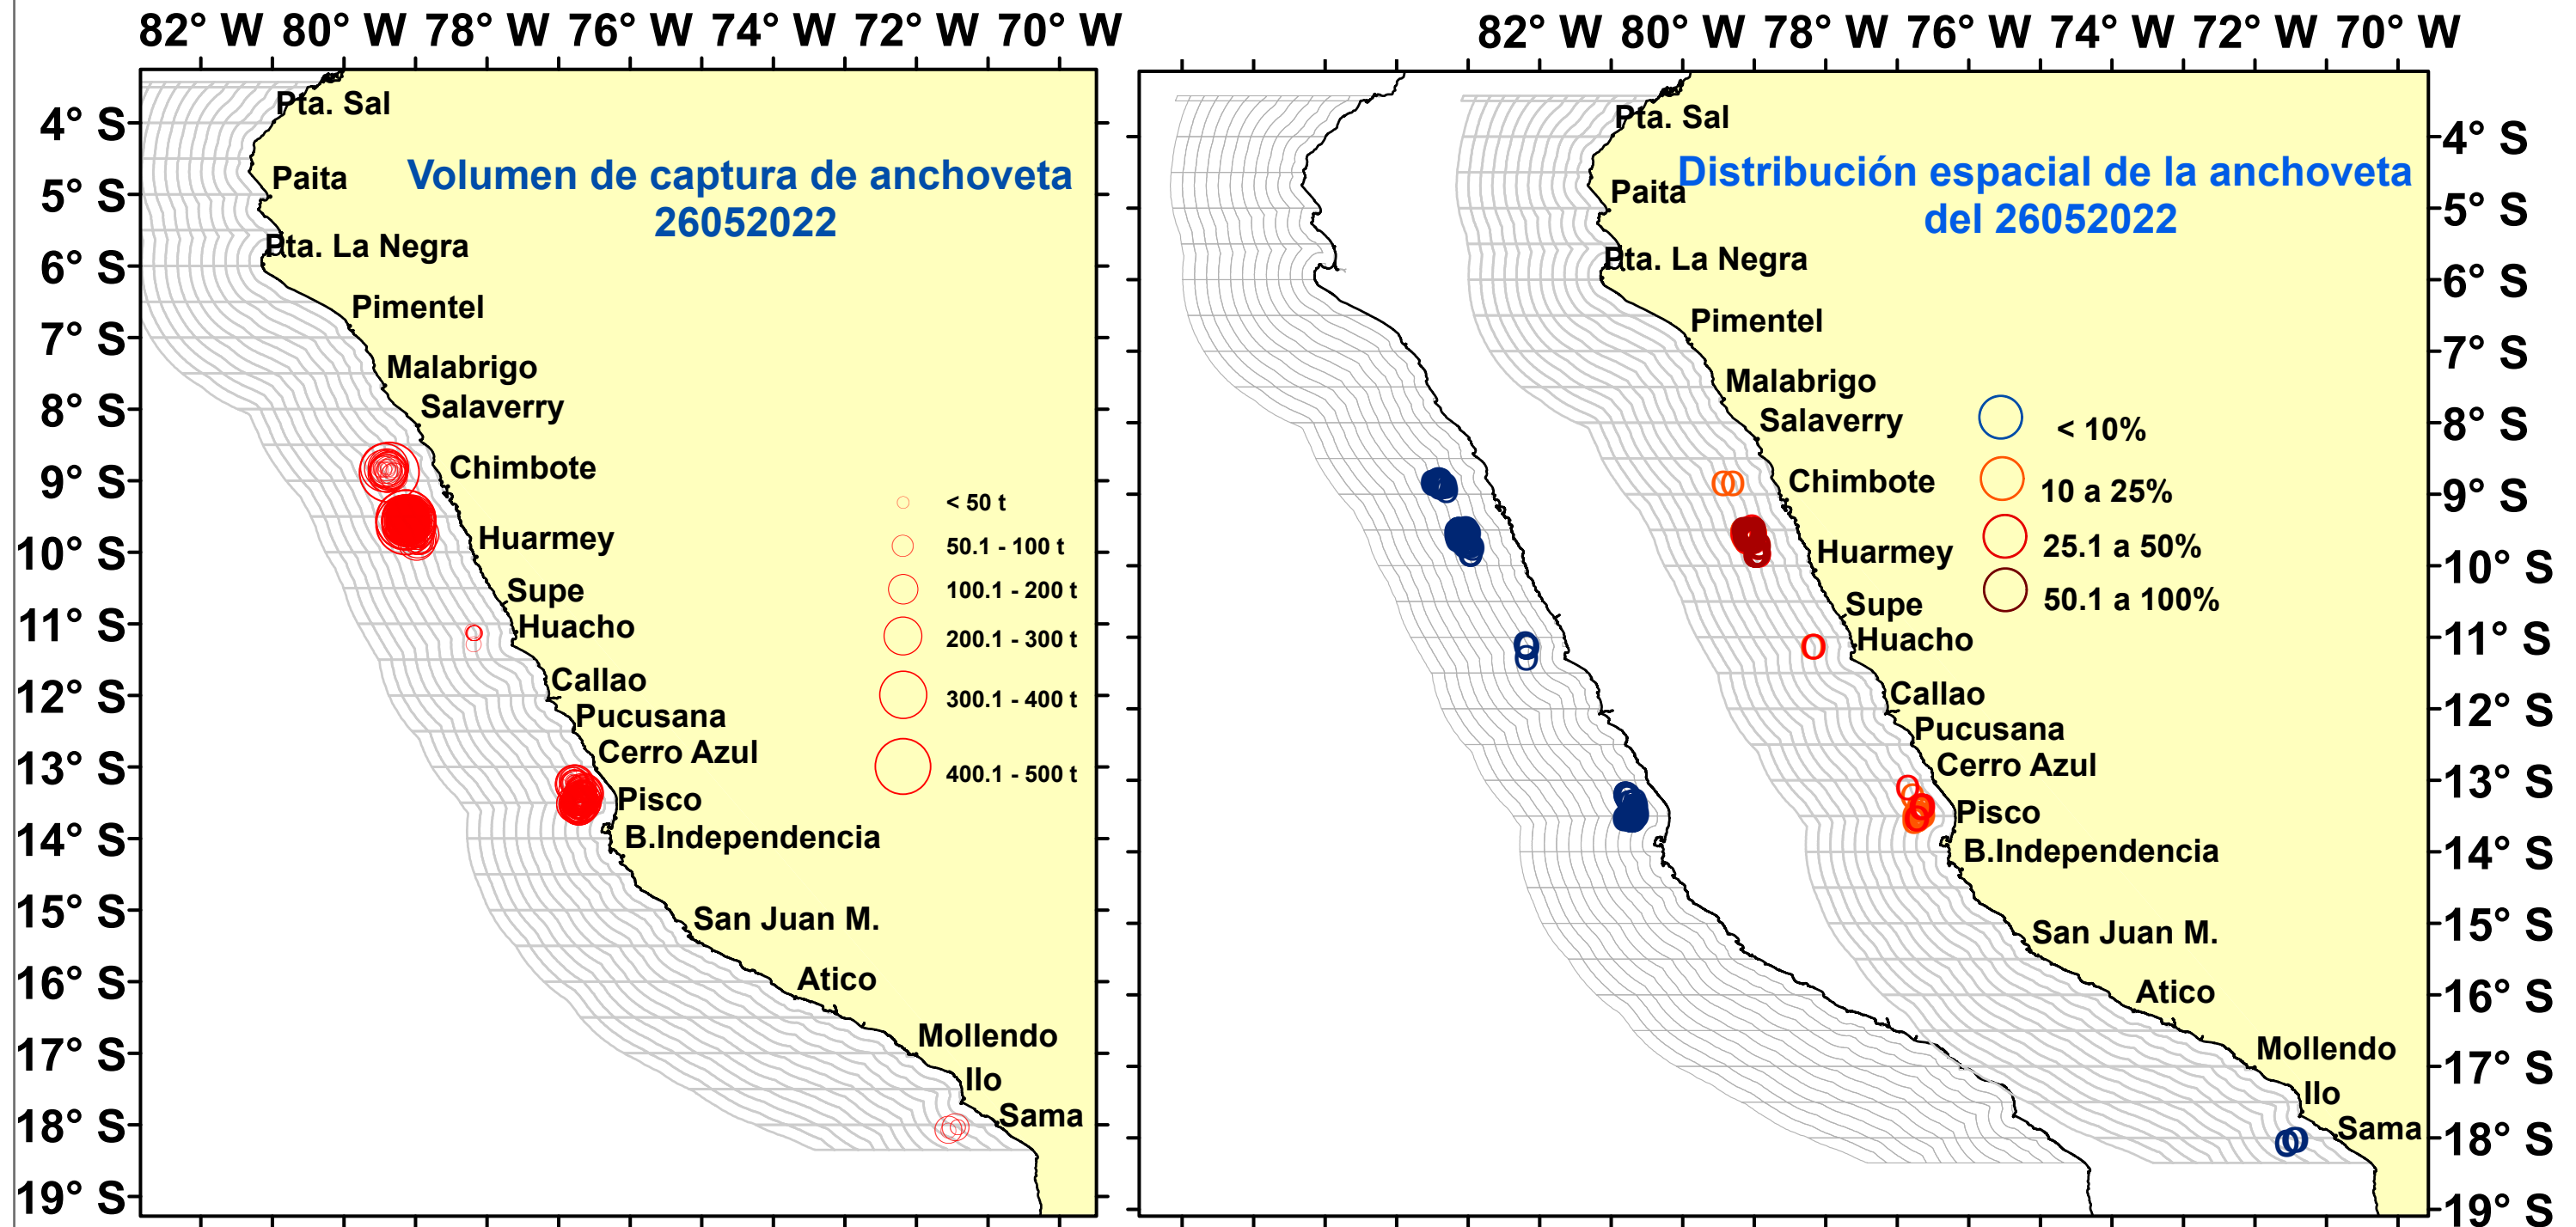 82° W 80° W 78° W 76° W 74° W 72° W 70° W
4° S
5° S
6° S
7° S
8° S
9° S
10° S
11° S
12° S
13° S
14° S
15° S
16° S
17° S
18° S
19° S
Volumen de captura de anchoveta
26052022
Pta. Sal
Paita
Pta. La Negra
Pimentel
Malabrigo
Salaverry
Chimbote
Huarmey
Supe
Huacho
Callao
Pucusana
Cerro Azul
Pisco
B.Independencia
San Juan M.
Atico
Mollendo
Ilo
Sama
< 50 t
50.1 - 100 t
100.1 - 200 t
200.1 - 300 t
300.1 - 400 t
400.1 - 500 t
82° W 80° W 78° W 76° W 74° W 72° W 70° W
Distribución espacial de la anchoveta
del 26052022
Pta. Sal
Paita
Pta. La Negra
Pimentel
Malabrigo
Salaverry
Chimbote
Huarmey
Supe
Huacho
Callao
Pucusana
Cerro Azul
Pisco
B.Independencia
San Juan M.
Atico
Mollendo
Ilo
Sama
< 10%
10 a 25%
25.1 a 50%
50.1 a 100%
4° S
5° S
6° S
7° S
8° S
9° S
10° S
11° S
12° S
13° S
14° S
15° S
16° S
17° S
18° S
19° S